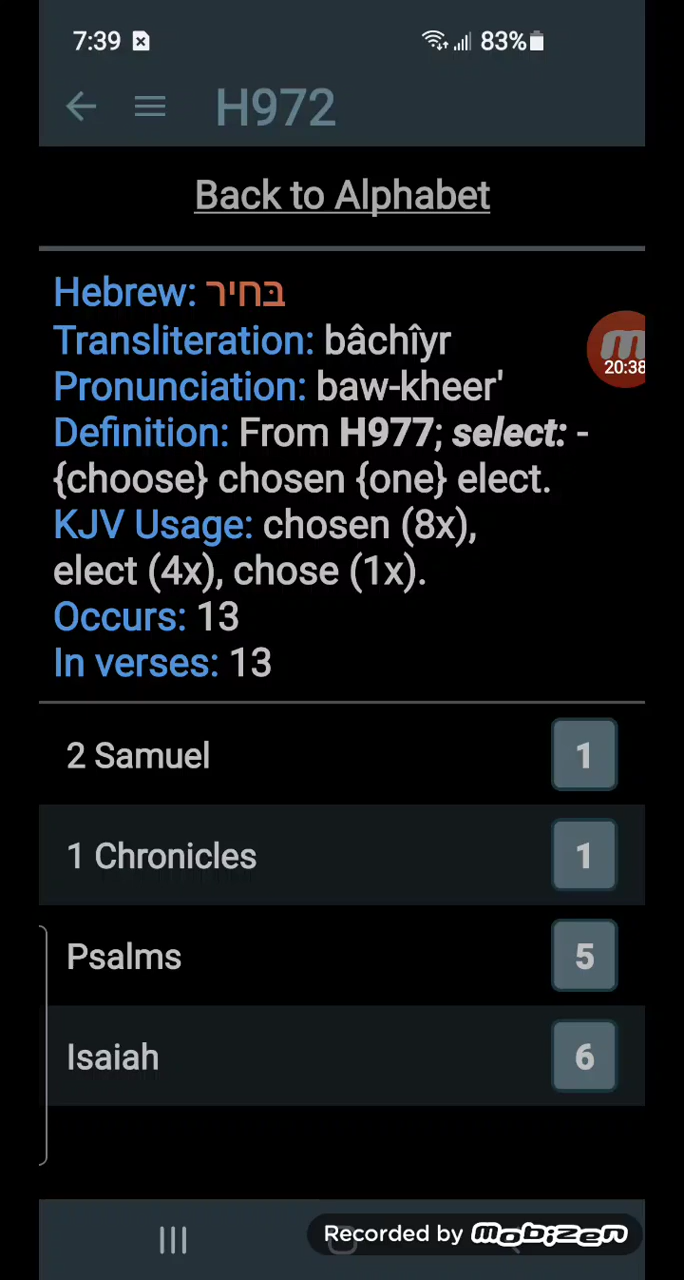 7:39 83%
H972
Back to Alphabet
Hebrew: בּחיר
Transliteration: bâchîyr
Pronunciation: baw-kheer'
20:38
Definition: From H977; select: -
{choose} chosen {one} elect.
KJV Usage: chosen (8x),
elect (4x), chose (1x).
Occurs: 13
In verses: 13
2 Samuel 1
1 Chronicles 1
Psalms 5
Isaiah 6
Recorded by mobizen